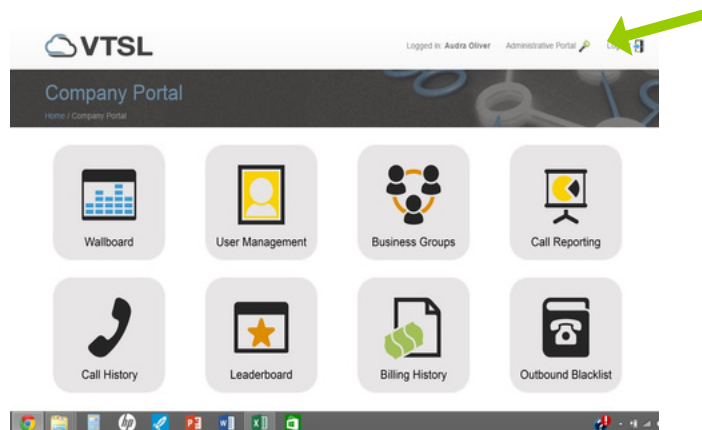 VTSL
Logged in: Audra Oliver Administrative Portal
Company Portal
Home / Company Portal
Wallboard User Management Business Groups Call Reporting
Call History Leaderboard Billing History Outbound Blacklist
hp